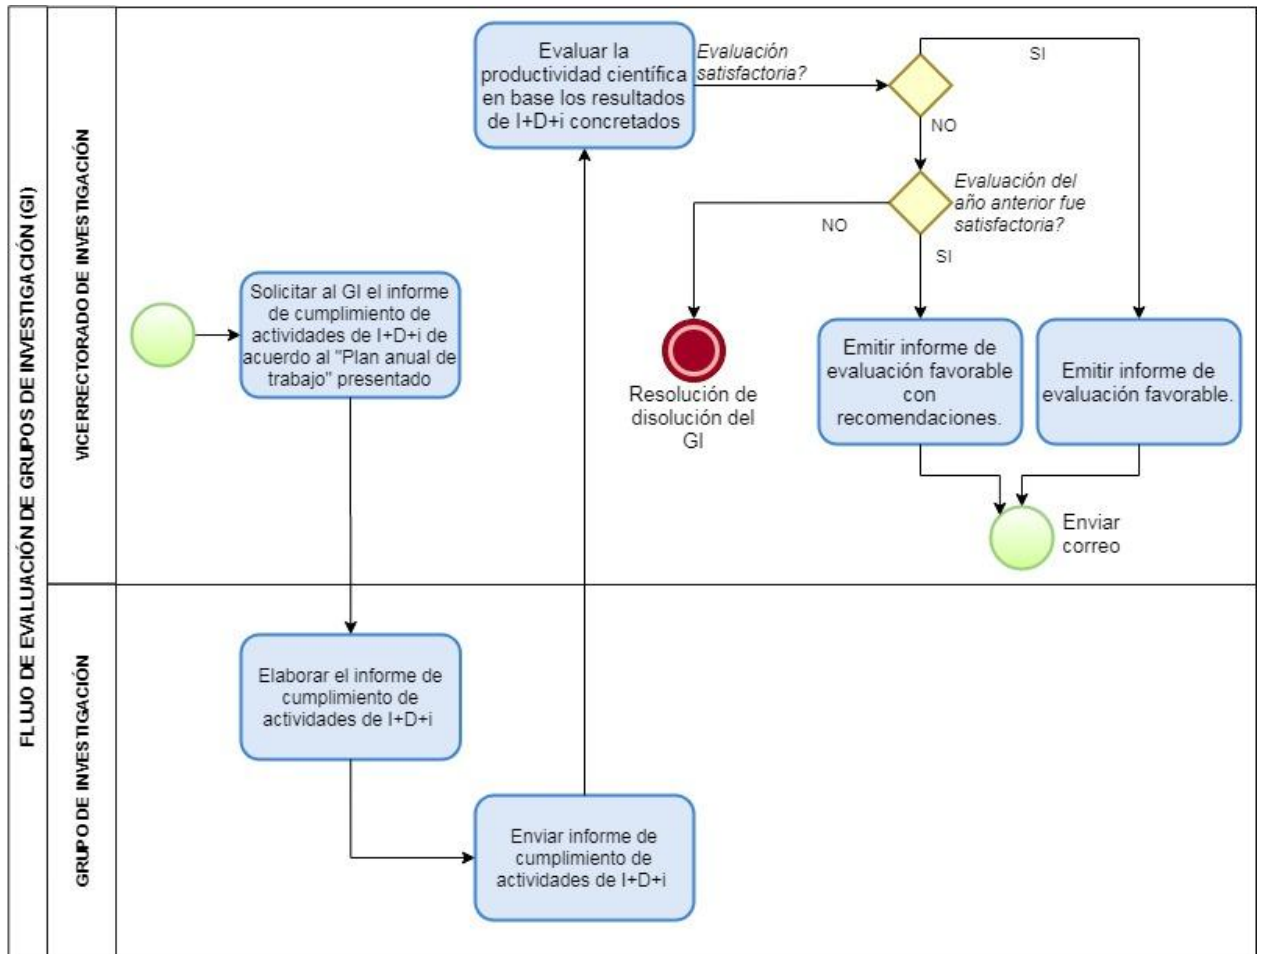 FLUJO DE EVALUACIÓN DE GRUPOS DE INVESTIGACIÓN (GI)
VICERRECTORADO DE INVESTIGACIÓN
Evaluar la
productividad científica
en base los resultados
de I+D+i concretados
Evaluación
satisfactoria?
SI
NO
Evaluación del
año anterior fue
satisfactoria?
NO
SI
Solicitar al GI el informe
de cumplimiento de
actividades de I+D+i de
acuerdo al "Plan anual de
trabajo" presentado
Resolución de
disolución del
GI
Emitir informe de
evaluación favorable
con
recomendaciones.
Emitir informe de
evaluación favorable.
Enviar
correo
GRUPO DE INVESTIGACIÓN
Elaborar el informe de
cumplimiento de
actividades de I+D+i
Enviar informe de
cumplimiento de
actividades de I+D+i